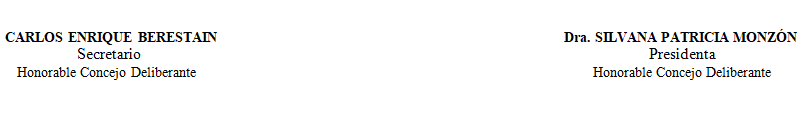 CARLOS ENRIQUE BERESTAIN
Secretario
Honorable Concejo Deliberante
Dra. SILVANA PATRICIA MONZÓN
Presidenta
Honorable Concejo Deliberante